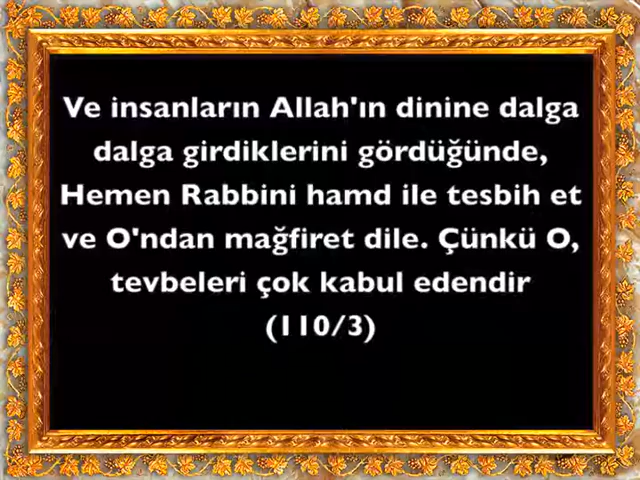 Ve insanların Allah'ın dinine dalga
dalga girdiklerini gördüğünde,
Hemen Rabbini hamd ile tesbih et
ve O'ndan mağfiret dile. Çünkü O,
tevbeleri çok kabul edendir
(110/3)